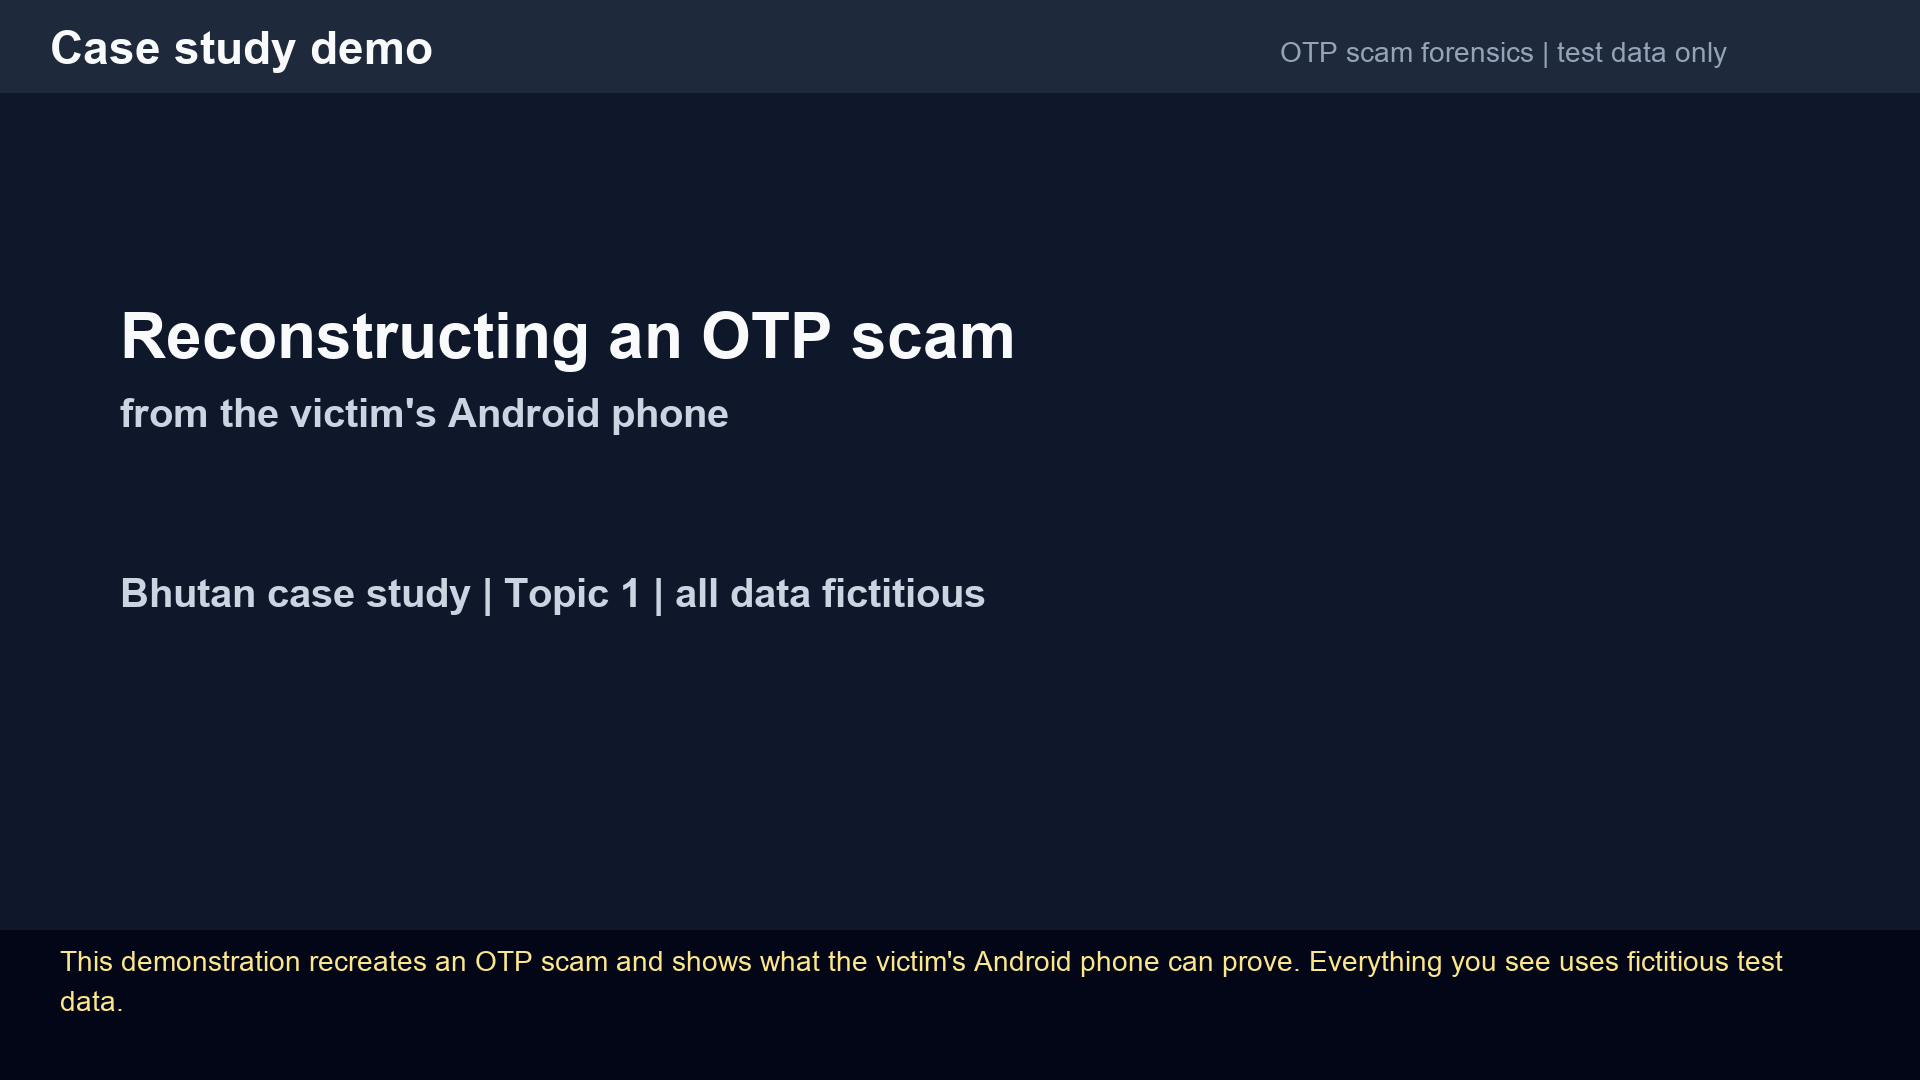 Case study demo
OTP scam forensics | test data only
Reconstructing an OTP scam
from the victim's Android phone
Bhutan case study | Topic 1 | all data fictitious
This demonstration recreates an OTP scam and shows what the victim's Android phone can prove. Everything you see uses fictitious test
data.